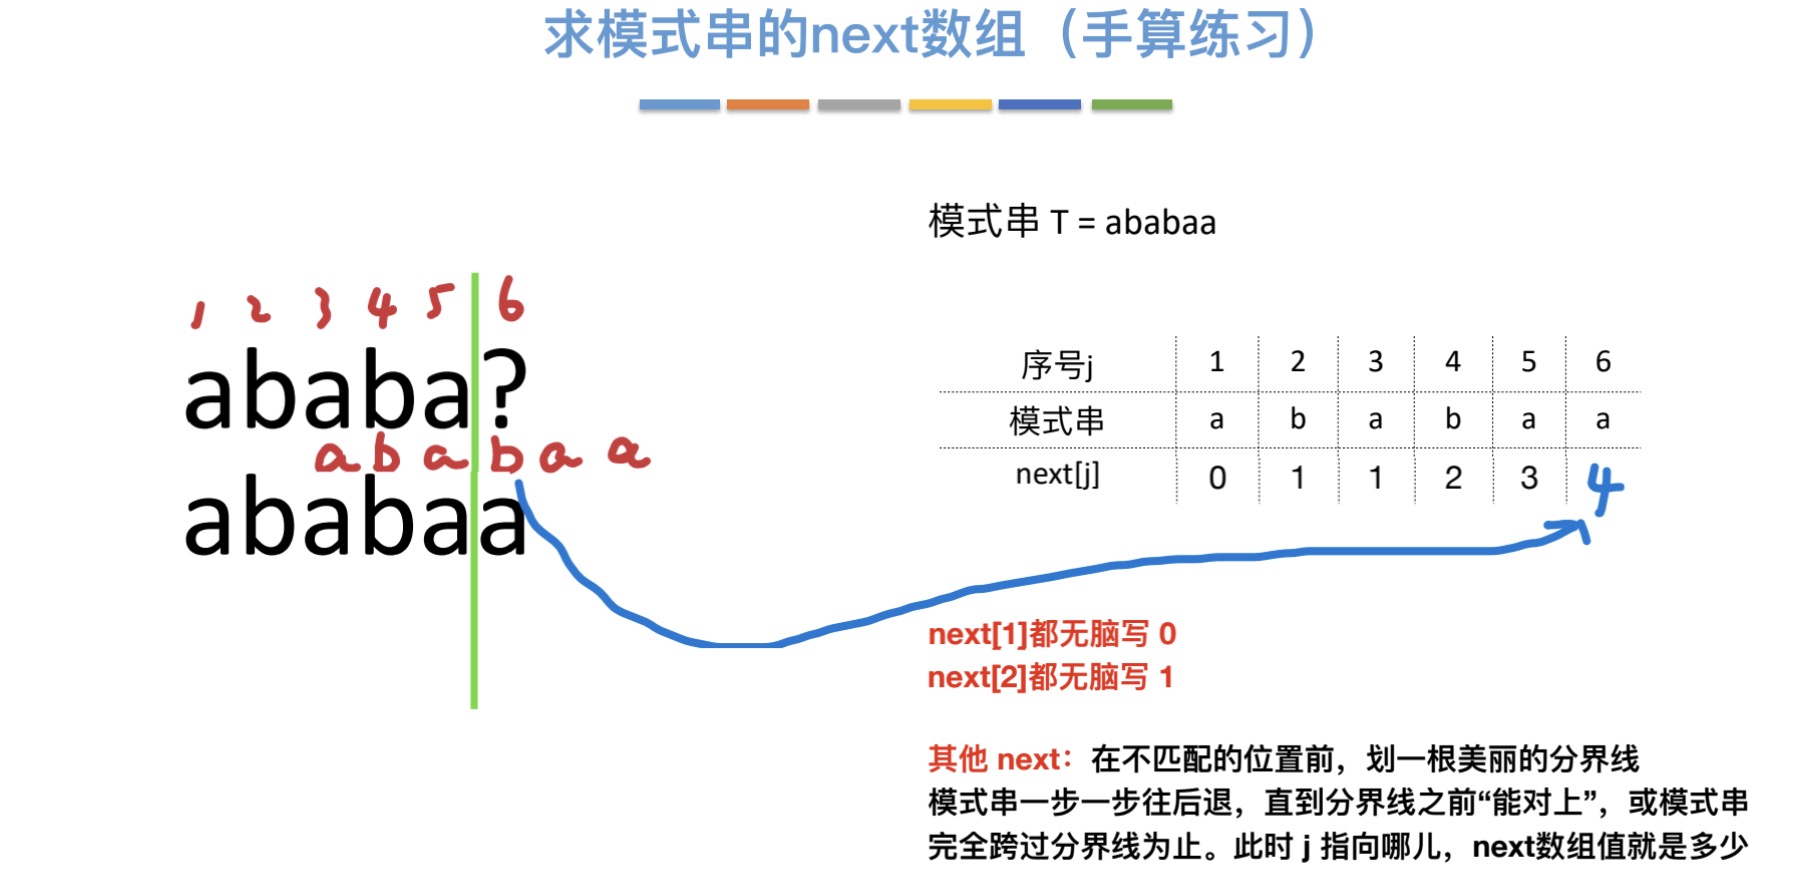 求模式串的next数组（手算练习）
模式串 T = ababaa
1 2 3 4 5 6
ababa?
a b a b a a
ababaa
序号j 1 2 3 4 5 6
模式串 a b a b a a
next[j] 0 1 1 2 3 4
next[1]都无脑写 0
next[2]都无脑写 1
其他 next：在不匹配的位置前，划一根美丽的分界线
模式串一步一步往后退，直到分界线之前“能对上”，或模式串
完全跨过分界线为止。此时 j 指向哪儿，next数组值就是多少